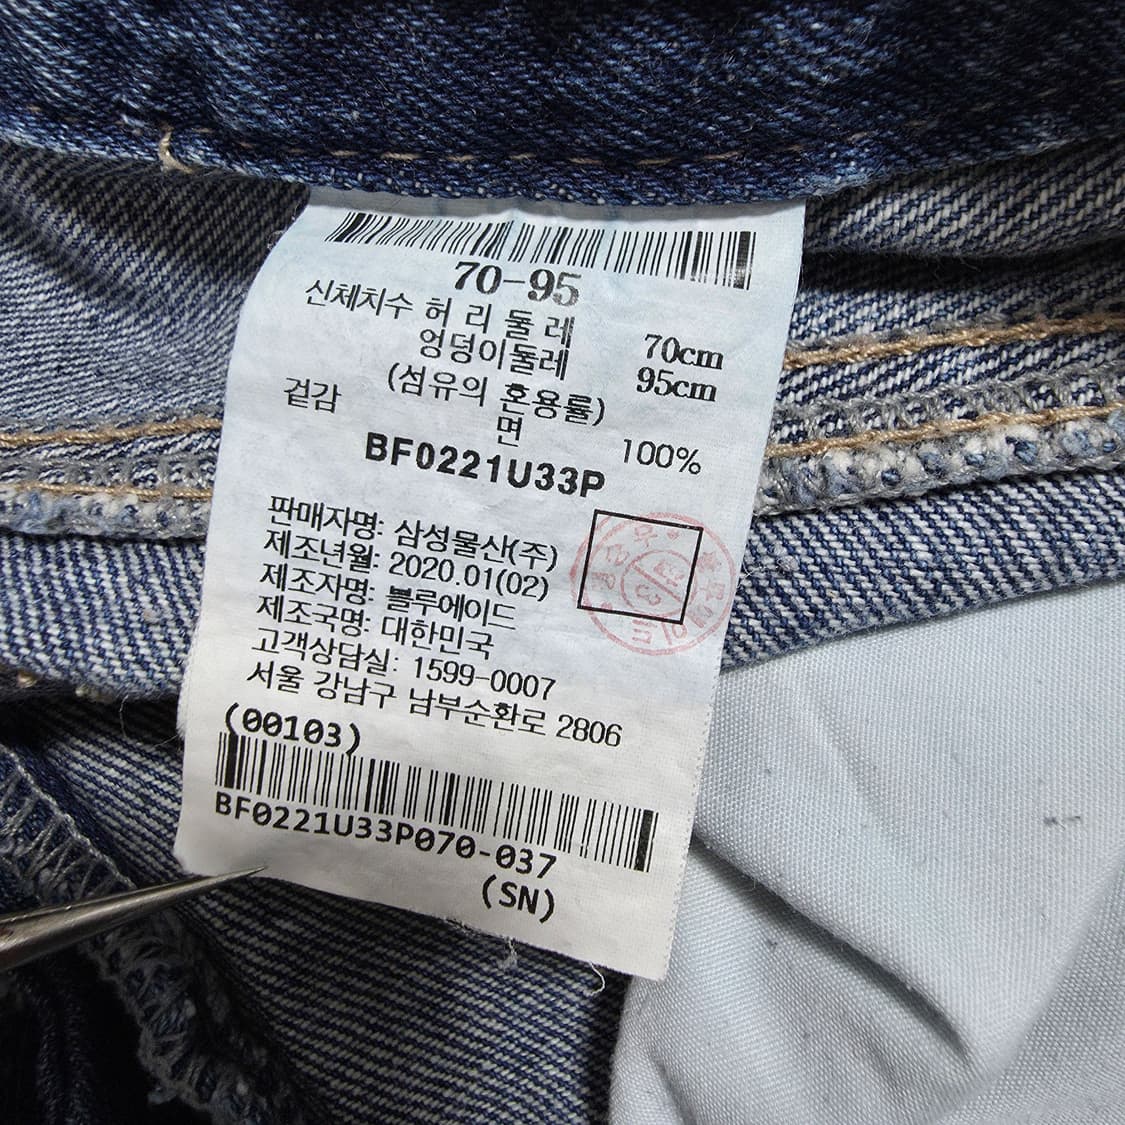 70-95
신체치수 허 리 둘 레 70cm
엉덩이둘레 95cm
(섬유의 혼용률)
겉감 면 100%
BF0221U33P
판매자명: 삼성물산(주)
제조년월: 2020.01(02)
제조자명: 블루에이드
제조국명: 대한민국
고객상담실: 1599-0007
서울 강남구 남부순환로 2806
(00103)
BF0221U33P070-037
(SN)